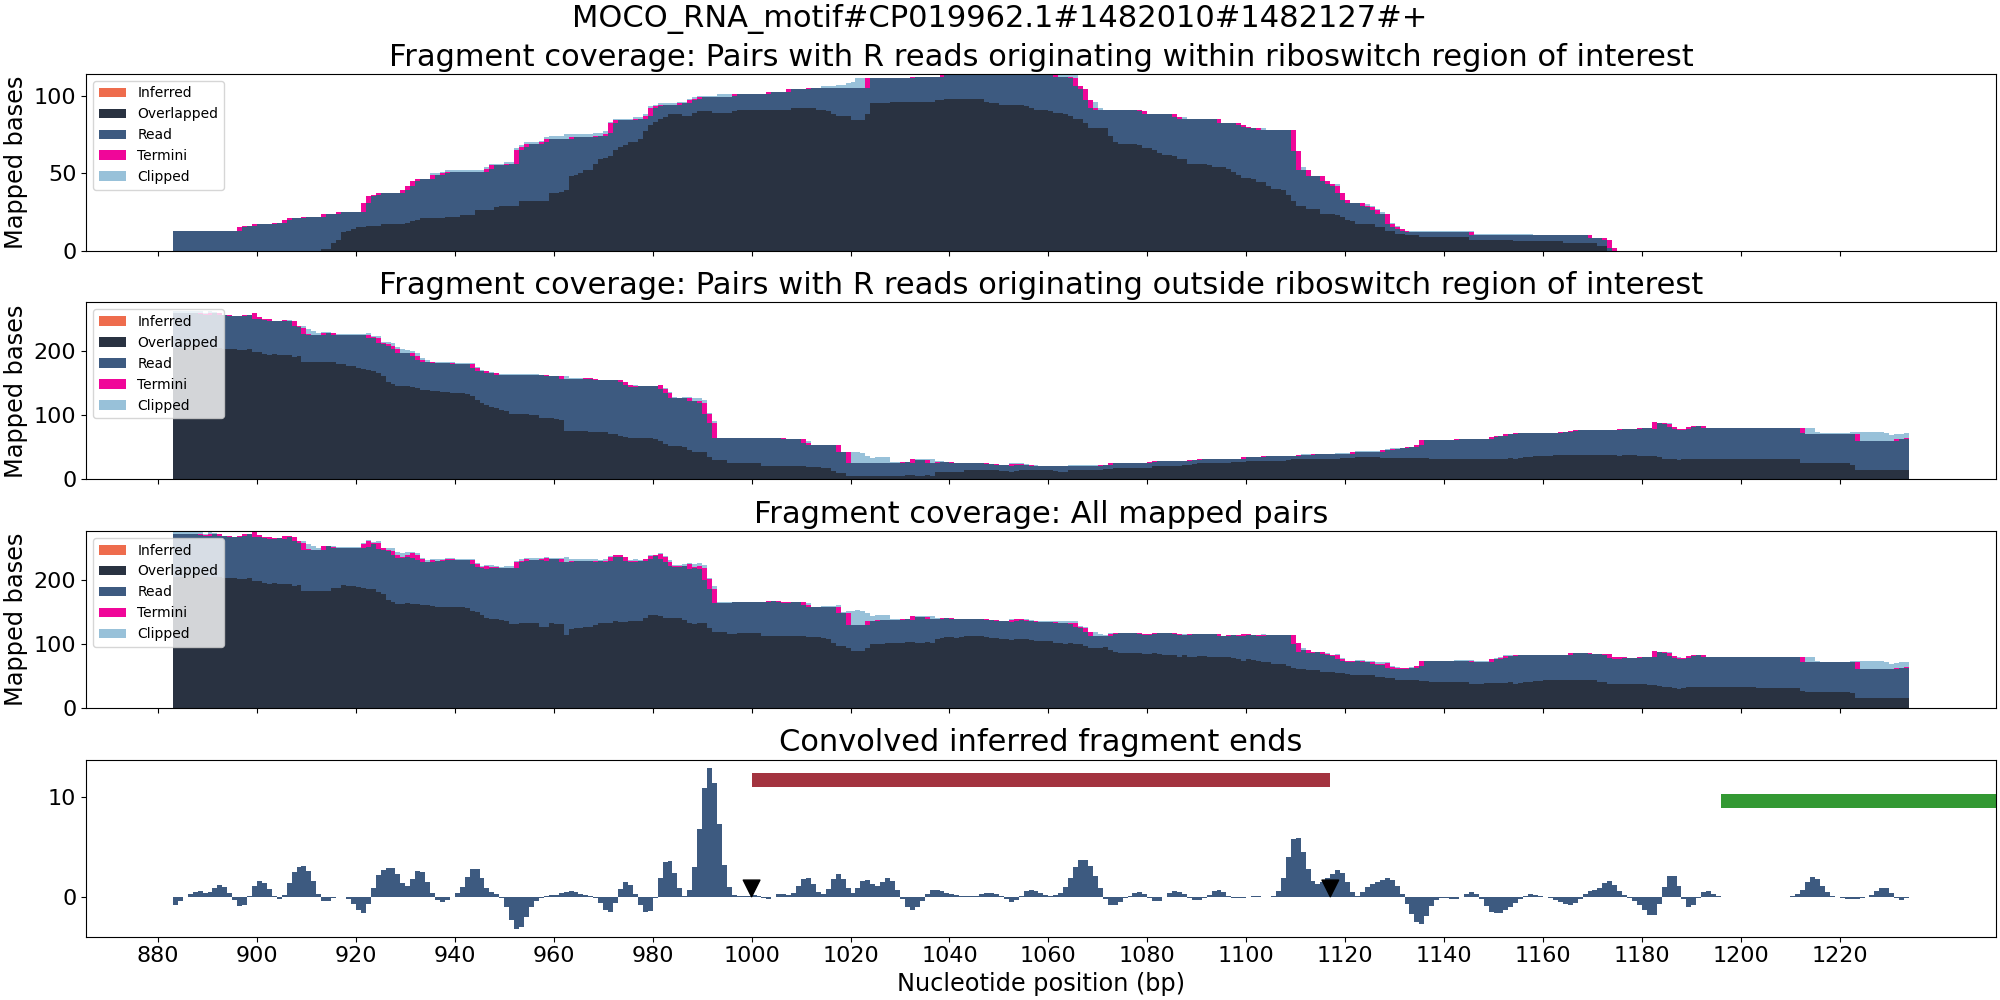 MOCO_RNA_motif#CP019962.1#1482010#1482127#+
Fragment coverage: Pairs with R reads originating within riboswitch region of interest
Mapped bases
100
50
0
Inferred
Overlapped
Read
Termini
Clipped
Fragment coverage: Pairs with R reads originating outside riboswitch region of interest
Mapped bases
200
100
0
Inferred
Overlapped
Read
Termini
Clipped
Fragment coverage: All mapped pairs
Mapped bases
200
100
0
Inferred
Overlapped
Read
Termini
Clipped
Convolved inferred fragment ends
10
0
880 900 920 940 960 980 1000 1020 1040 1060 1080 1100 1120 1140 1160 1180 1200 1220
Nucleotide position (bp)